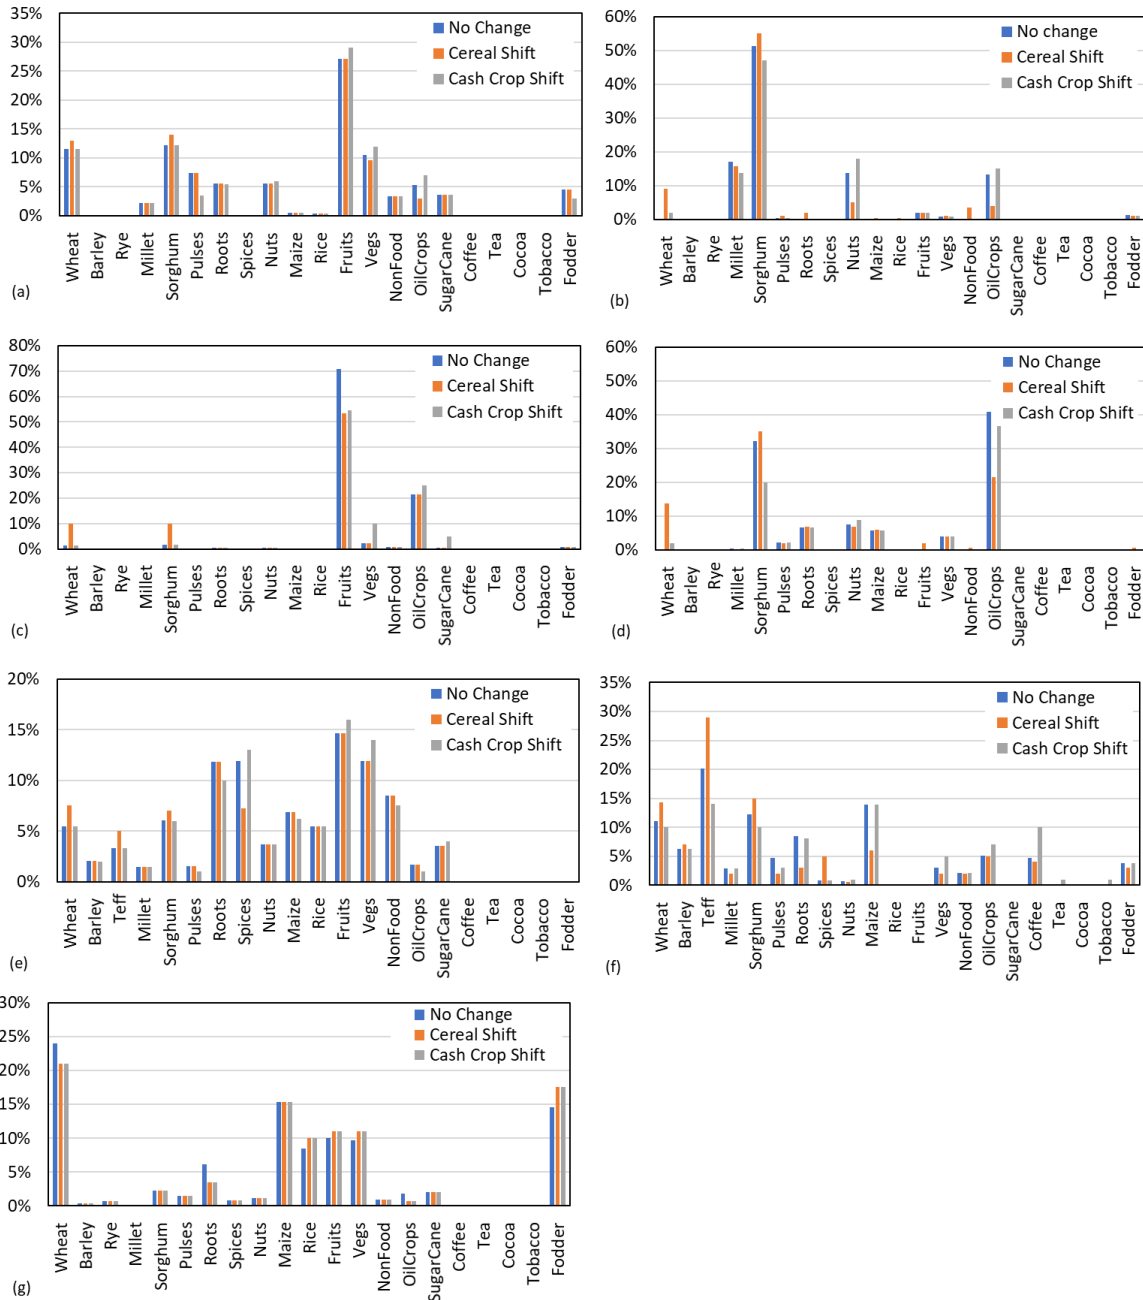 35%
30%
25%
20%
15%
10%
5%
0%
No Change
Cereal Shift
Cash Crop Shift
Wheat
Barley
Rye
Millet
Sorghum
Pulses
Roots
Spices
Nuts
Maize
Rice
Fruits
Vegs
NonFood
OilCrops
SugarCane
Coffee
Tea
Cocoa
Tobacco
Fodder
(a)
60%
50%
40%
30%
20%
10%
0%
No change
Cereal Shift
Cash Crop Shift
Wheat
Barley
Rye
Millet
Sorghum
Pulses
Roots
Spices
Nuts
Maize
Rice
Fruits
Vegs
NonFood
OilCrops
SugarCane
Coffee
Tea
Cocoa
Tobacco
Fodder
(b)
80%
70%
60%
50%
40%
30%
20%
10%
0%
No Change
Cereal Shift
Cash Crop Shift
Wheat
Barley
Rye
Millet
Sorghum
Pulses
Roots
Spices
Nuts
Maize
Rice
Fruits
Vegs
NonFood
OilCrops
SugarCane
Coffee
Tea
Cocoa
Tobacco
Fodder
(c)
60%
50%
40%
30%
20%
10%
0%
No Change
Cereal Shift
Cash Crop Shift
Wheat
Barley
Rye
Millet
Sorghum
Pulses
Roots
Spices
Nuts
Maize
Rice
Fruits
Vegs
NonFood
OilCrops
SugarCane
Coffee
Tea
Cocoa
Tobacco
Fodder
(d)
20%
15%
10%
5%
0%
No Change
Cereal Shift
Cash Crop Shift
Wheat
Barley
Teff
Millet
Sorghum
Pulses
Roots
Spices
Nuts
Maize
Rice
Fruits
Vegs
NonFood
OilCrops
SugarCane
Coffee
Tea
Cocoa
Tobacco
Fodder
(e)
35%
30%
25%
20%
15%
10%
5%
0%
No Change
Cereal Shift
Cash Crop Shift
Wheat
Barley
Teff
Millet
Sorghum
Pulses
Roots
Spices
Nuts
Maize
Rice
Fruits
Vegs
NonFood
OilCrops
SugarCane
Coffee
Tea
Cocoa
Tobacco
Fodder
(f)
30%
25%
20%
15%
10%
5%
0%
No Change
Cereal Shift
Cash Crop Shift
Wheat
Barley
Rye
Millet
Sorghum
Pulses
Roots
Spices
Nuts
Maize
Rice
Fruits
Vegs
NonFood
OilCrops
SugarCane
Coffee
Tea
Cocoa
Tobacco
Fodder
(g)